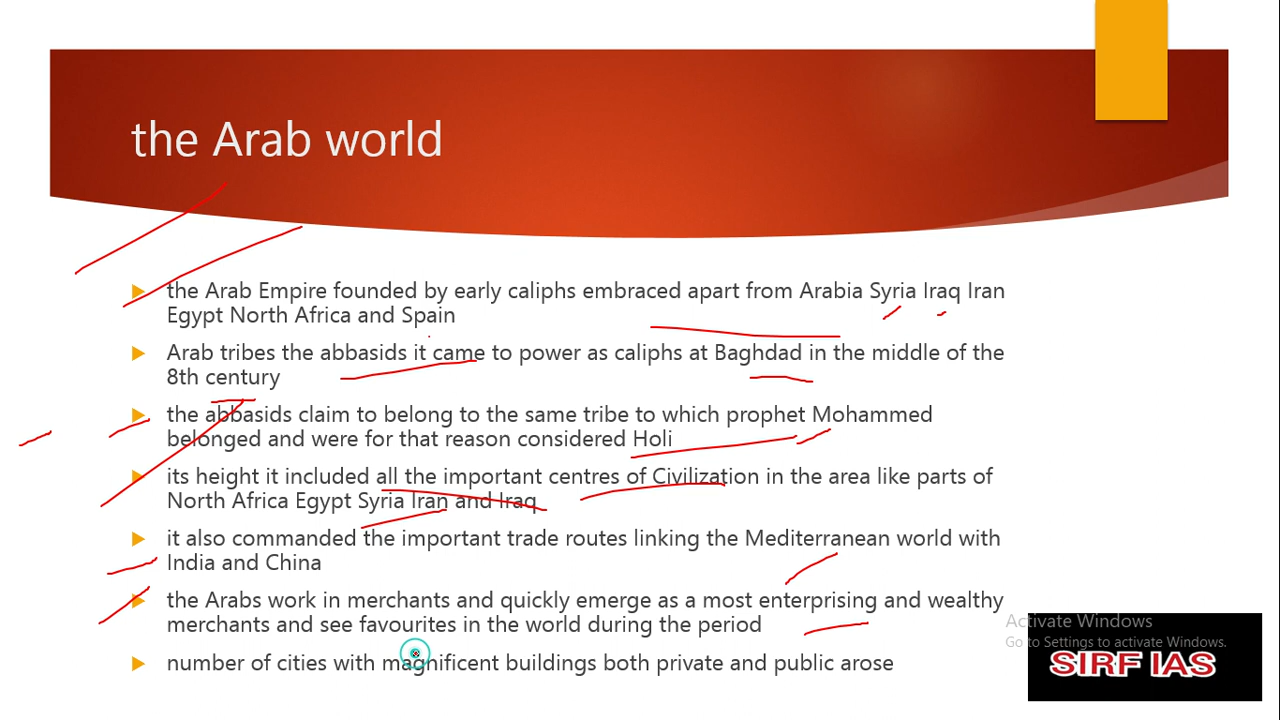 the Arab world
the Arab Empire founded by early caliphs embraced apart from Arabia Syria Iraq Iran
Egypt North Africa and Spain
Arab tribes the abbasids it came to power as caliphs at Baghdad in the middle of the
8th century
the abbasids claim to belong to the same tribe to which prophet Mohammed
belonged and were for that reason considered Holi
its height it included all the important centres of Civilization in the area like parts of
North Africa Egypt Syria Iran and Iraq
it also commanded the important trade routes linking the Mediterranean world with
India and China
the Arabs work in merchants and quickly emerge as a most enterprising and wealthy
merchants and see favourites in the world during the period
number of cities with magnificent buildings both private and public arose
Activate Windows
Go to Settings to activate Windows.
SIRF IAS